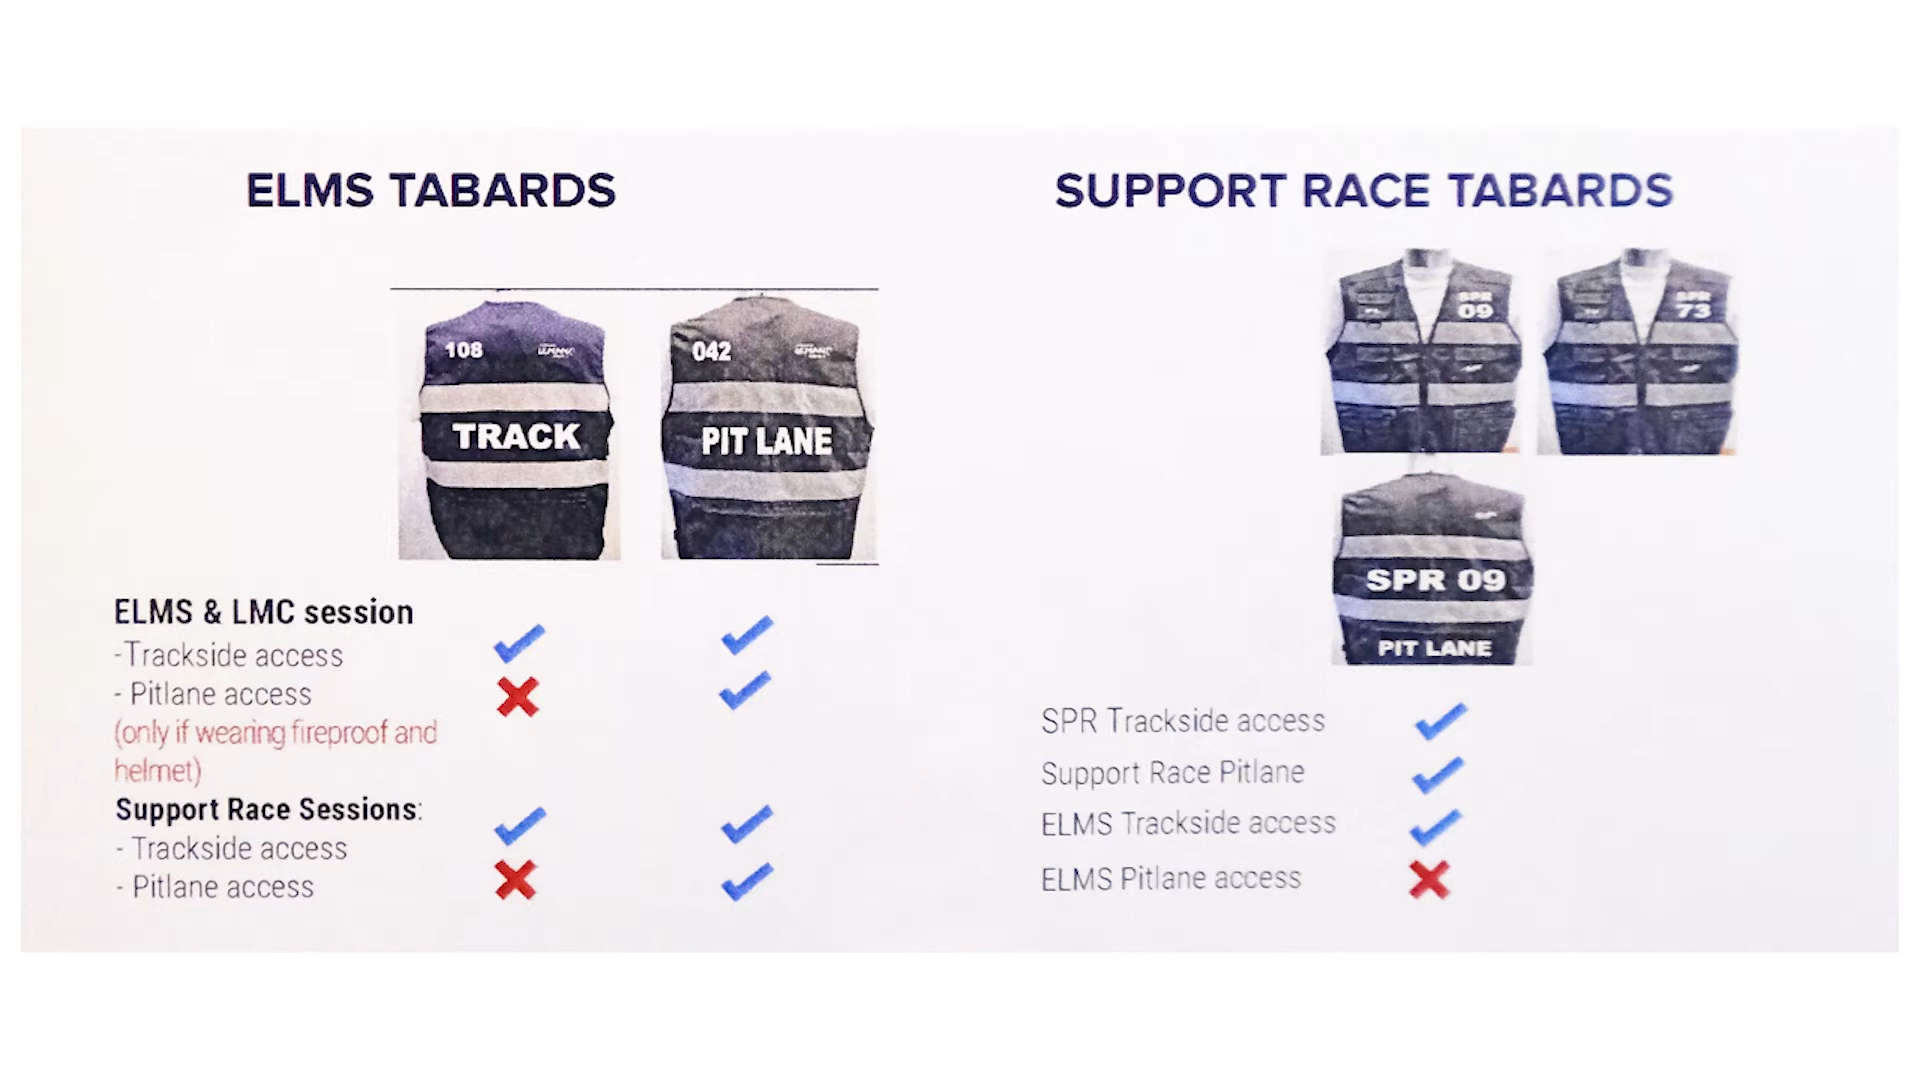 ELMS TABARDS
108
TRACK
042
PIT LANE
ELMS & LMC session
-Trackside access
- Pitlane access
(only if wearing fireproof and
helmet)
Support Race Sessions:
- Trackside access
- Pitlane access
SUPPORT RACE TABARDS
SPR
09
SPR
73
SPR 09
PIT LANE
SPR Trackside access
Support Race Pitlane
ELMS Trackside access
ELMS Pitlane access